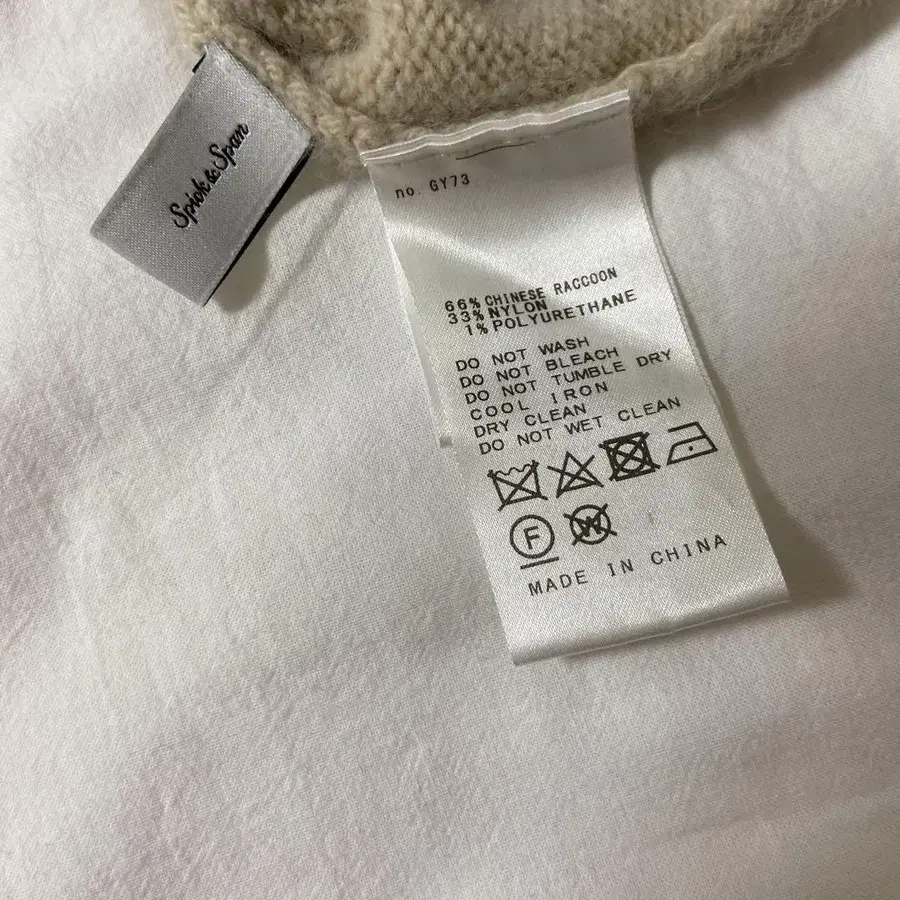 Spick & Span
no. GY73
66% CHINESE RACCOON
33% NYLON
1% POLYURETHANE
DO NOT WASH
DO NOT BLEACH
DO NOT TUMBLE DRY
COOL IRON
DRY CLEAN
DO NOT WET CLEAN
F W
MADE IN CHINA